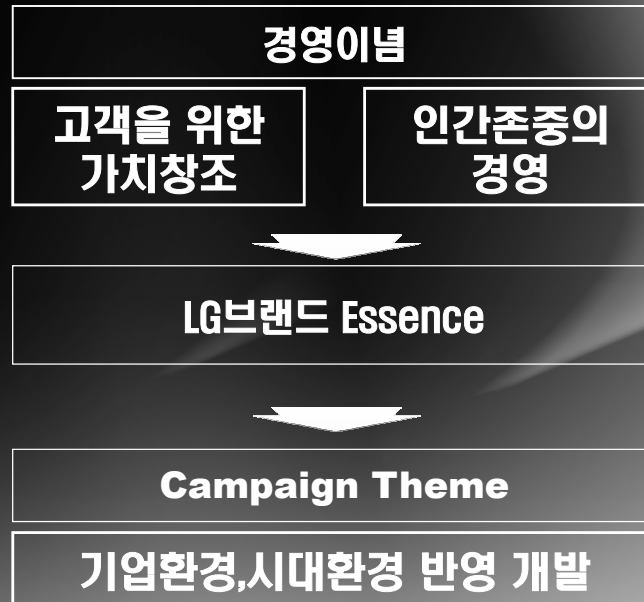 경영이념
고객을 위한
가치창조
인간존중의
경영
LG브랜드 Essence
Campaign Theme
기업환경,시대환경 반영 개발